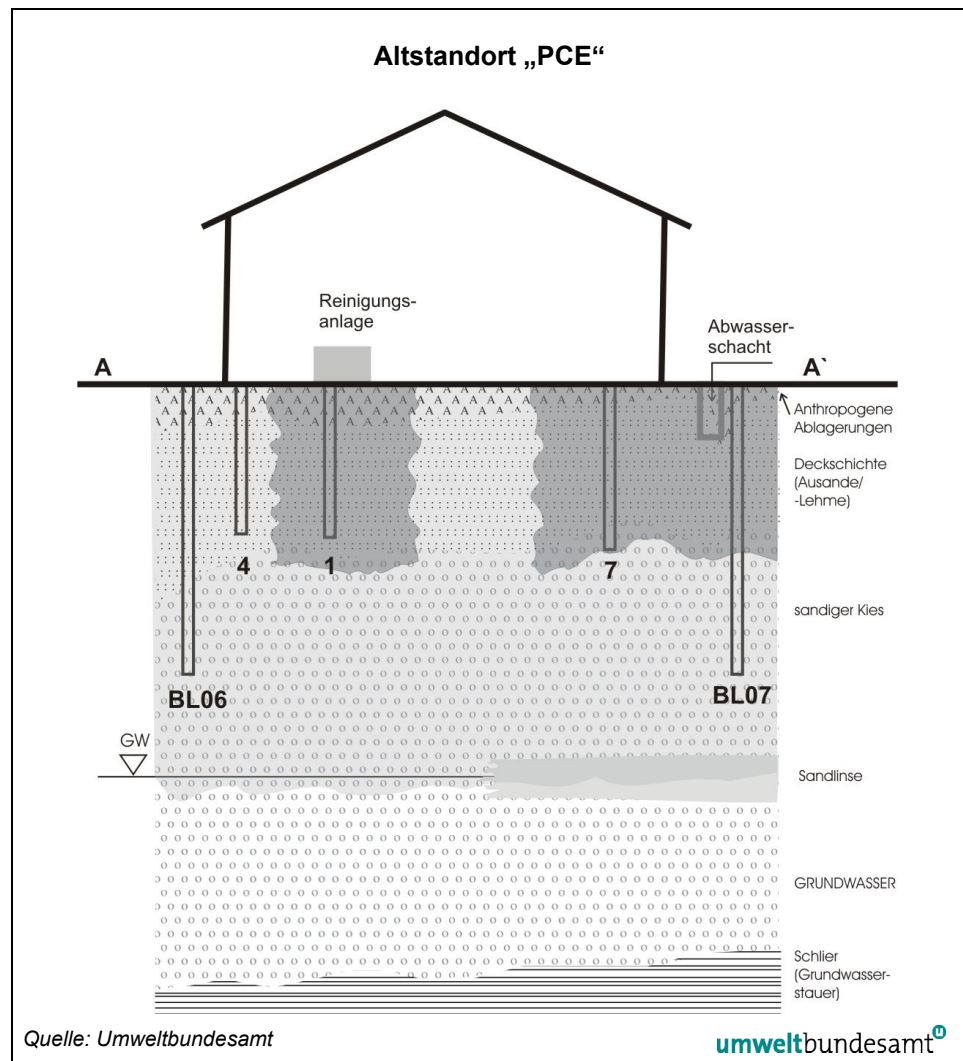 Altstandort „PCE“
Reinigungs-
anlage
Abwasser-
schacht
A
A`
Anthropogene
Ablagerungen
Deckschichte
(Ausande/
-Lehme)
4
1
7
sandiger Kies
BL06
BL07
GW
Sandlinse
GRUNDWASSER
Schlier
(Grundwasser-
stauer)
Quelle: Umweltbundesamt
umweltbundesamt